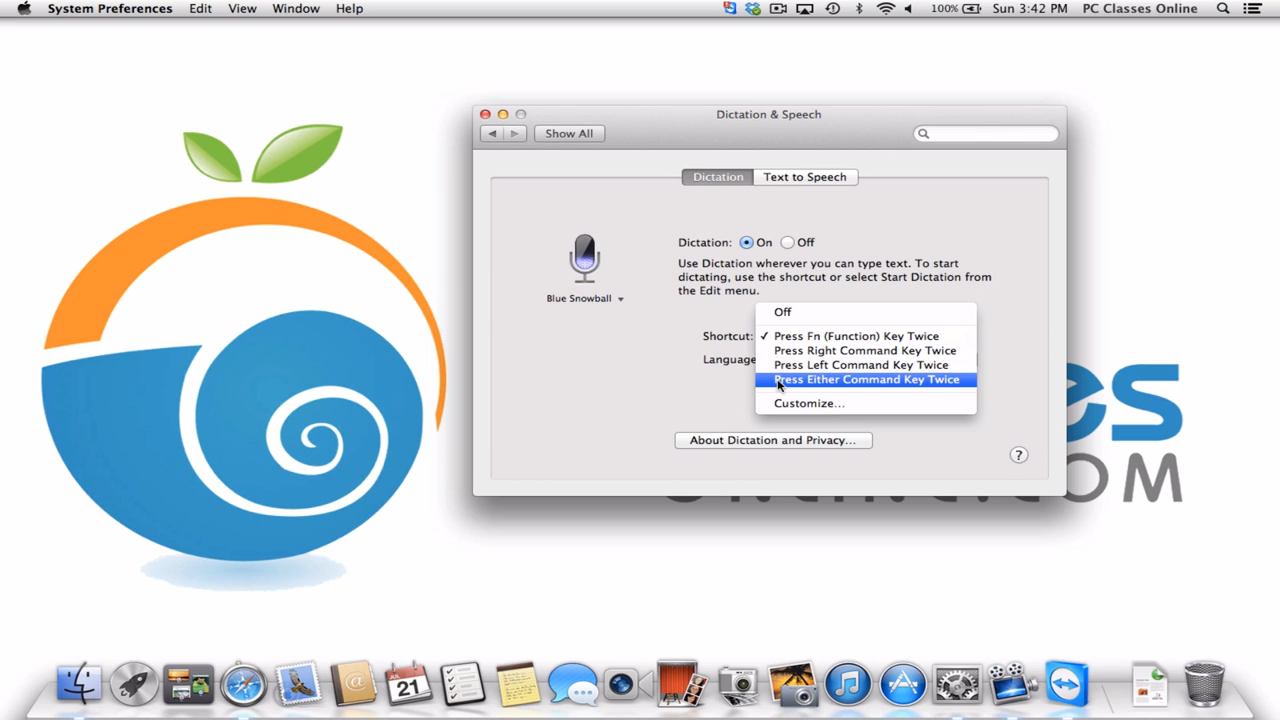 System Preferences Edit View Window Help 100% Sun 3:42 PM PC Classes Online
Dictation & Speech
Show All
Dictation Text to Speech
Dictation: On Off
Use Dictation wherever you can type text. To start
dictating, use the shortcut or select Start Dictation from
the Edit menu.
Blue Snowball
Off
Shortcut: ✓ Press Fn (Function) Key Twice
Press Right Command Key Twice
Language
Press Left Command Key Twice
Press Either Command Key Twice
Customize...
About Dictation and Privacy...
?
es
.COM
JUL
21